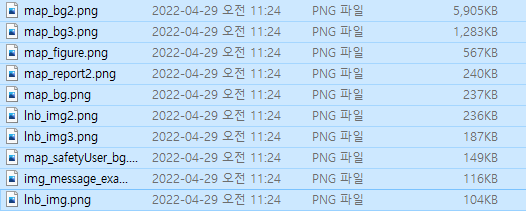 map_bg2.png 2022-04-29 오전 11:24 PNG 파일 5,905KB
map_bg3.png 2022-04-29 오전 11:24 PNG 파일 1,283KB
map_figure.png 2022-04-29 오전 11:24 PNG 파일 567KB
map_report2.png 2022-04-29 오전 11:24 PNG 파일 240KB
map_bg.png 2022-04-29 오전 11:24 PNG 파일 237KB
lnb_img2.png 2022-04-29 오전 11:24 PNG 파일 236KB
lnb_img3.png 2022-04-29 오전 11:24 PNG 파일 187KB
map_safetyUser_bg.... 2022-04-29 오전 11:24 PNG 파일 149KB
img_message_exa... 2022-04-29 오전 11:24 PNG 파일 116KB
lnb_img.png 2022-04-29 오전 11:24 PNG 파일 104KB